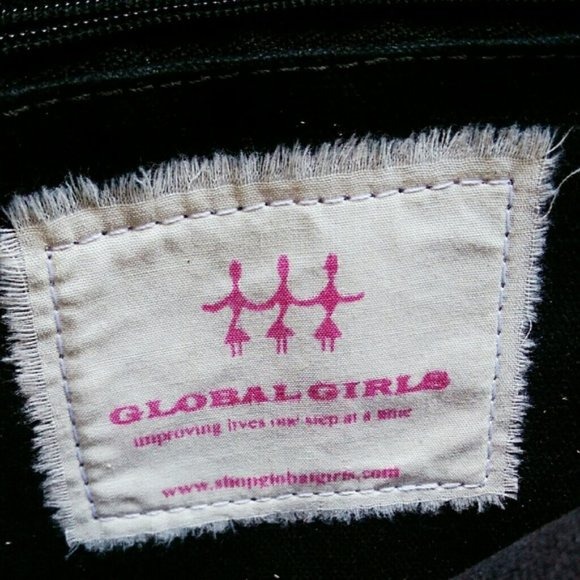 GLOBAL GIRLS
improving lives one step at a time
www.shopglobalgirls.com